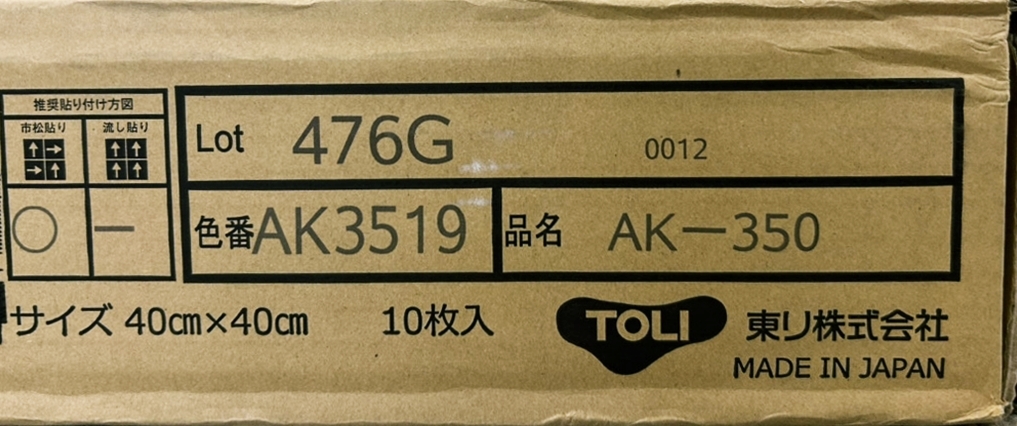 推奨貼り付け方図
市松貼り 流し貼り
○ ー
Lot 476G 0012
色番AK3519 品名 AK－350
サイズ 40㎝×40㎝ 10枚入
TOLI 東リ株式会社
MADE IN JAPAN